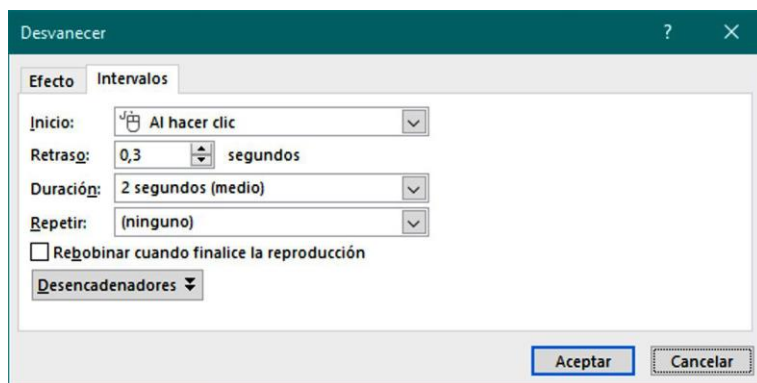 Desvanecer
Efecto Intervalos
Inicio: Al hacer clic
Retraso: 0,3 segundos
Duración: 2 segundos (medio)
Repetir: (ninguno)
Rebobinar cuando finalice la reproducción
Desencadenadores
Aceptar Cancelar